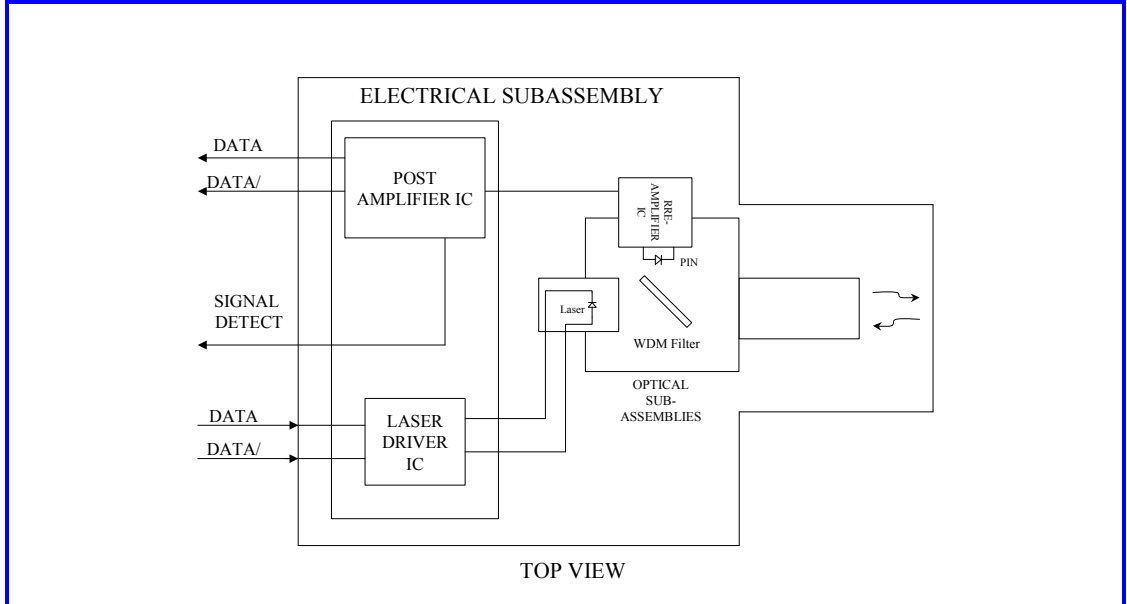 ELECTRICAL SUBASSEMBLY
DATA
DATA/
POST
AMPLIFIER IC
RRE-
AMPLIFIER
IC
PIN
SIGNAL
DETECT
Laser
WDM Filter
OPTICAL
SUB-
ASSEMBLIES
DATA
DATA/
LASER
DRIVER
IC
TOP VIEW